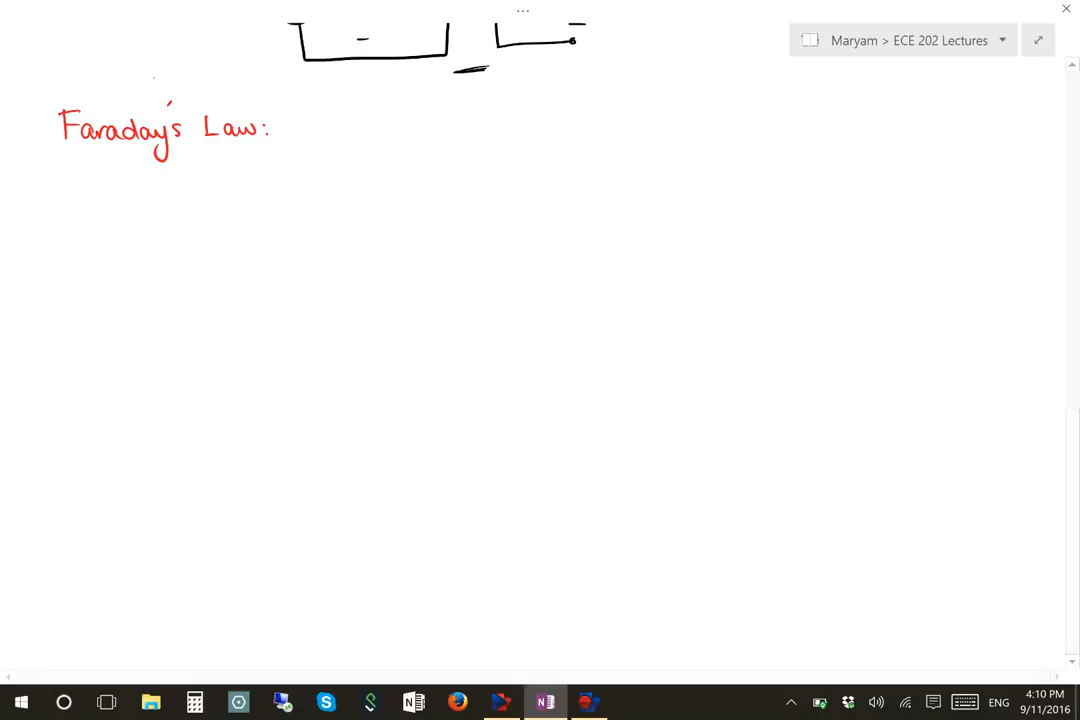 ...
Maryam > ECE 202 Lectures
Faraday's Law:
ENG
4:10 PM
9/11/2016